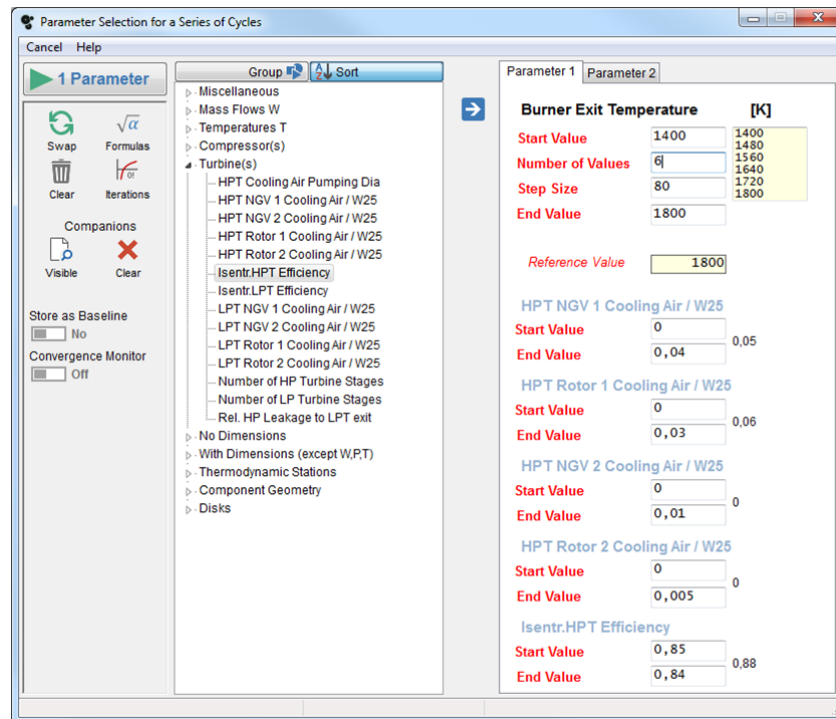 Parameter Selection for a Series of Cycles
Cancel Help
1 Parameter
Swap
√α
Formulas
Clear
0!
Iterations
Companions
Visible
Clear
Store as Baseline
No
Convergence Monitor
Off
Group
A Z Sort
Miscellaneous
Mass Flows W
Temperatures T
Compressor(s)
Turbine(s)
HPT Cooling Air Pumping Dia
HPT NGV 1 Cooling Air / W25
HPT NGV 2 Cooling Air / W25
HPT Rotor 1 Cooling Air / W25
HPT Rotor 2 Cooling Air / W25
Isentr.HPT Efficiency
Isentr.LPT Efficiency
LPT NGV 1 Cooling Air / W25
LPT NGV 2 Cooling Air / W25
LPT Rotor 1 Cooling Air / W25
LPT Rotor 2 Cooling Air / W25
Number of HP Turbine Stages
Number of LP Turbine Stages
Rel. HP Leakage to LPT exit
No Dimensions
With Dimensions (except W,P,T)
Thermodynamic Stations
Component Geometry
Disks
Parameter 1 Parameter 2
Burner Exit Temperature [K]
Start Value 1400
Number of Values 6
Step Size 80
End Value 1800
1400
1480
1560
1640
1720
1800
Reference Value 1800
HPT NGV 1 Cooling Air / W25
Start Value 0
0,05
End Value 0,04
HPT Rotor 1 Cooling Air / W25
Start Value 0
0,06
End Value 0,03
HPT NGV 2 Cooling Air / W25
Start Value 0
0
End Value 0,01
HPT Rotor 2 Cooling Air / W25
Start Value 0
0
End Value 0,005
Isentr.HPT Efficiency
Start Value 0,85
0,88
End Value 0,84